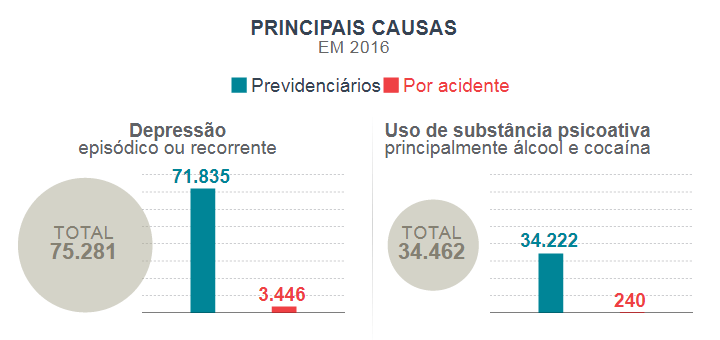 PRINCIPAIS CAUSAS
EM 2016
Previdenciários Por acidente
Depressão
episódico ou recorrente
71.835
TOTAL
75.281
3.446
Uso de substância psicoativa
principalmente álcool e cocaína
TOTAL
34.462
34.222
240